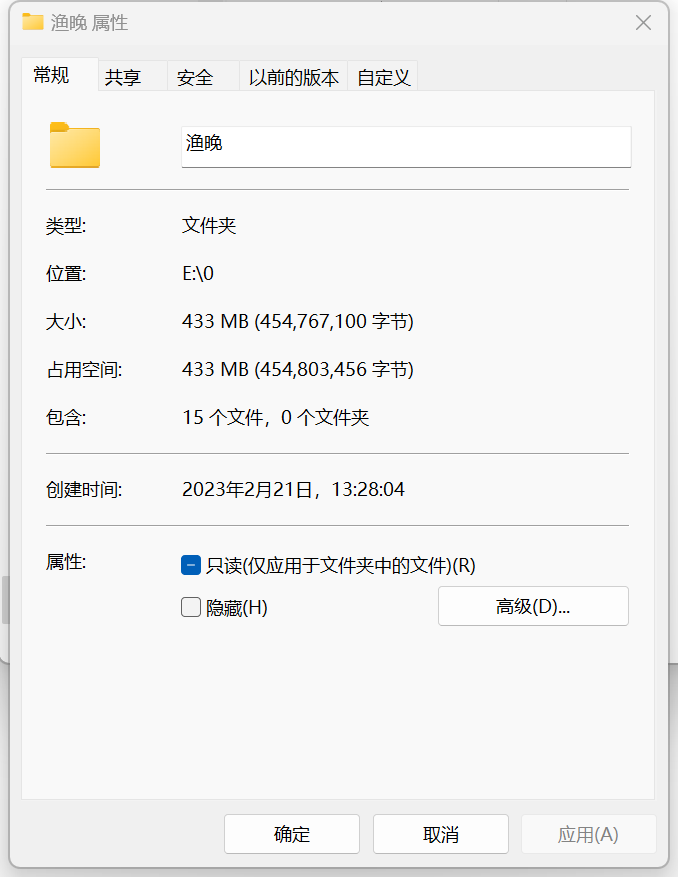 渔晚 属性
常规 共享 安全 以前的版本 自定义
渔晚
类型: 文件夹
位置: E:\0
大小: 433 MB (454,767,100 字节)
占用空间: 433 MB (454,803,456 字节)
包含: 15 个文件，0 个文件夹
创建时间: 2023年2月21日，13:28:04
属性: 只读(仅应用于文件夹中的文件)(R)
隐藏(H) 高级(D)...
确定 取消 应用(A)